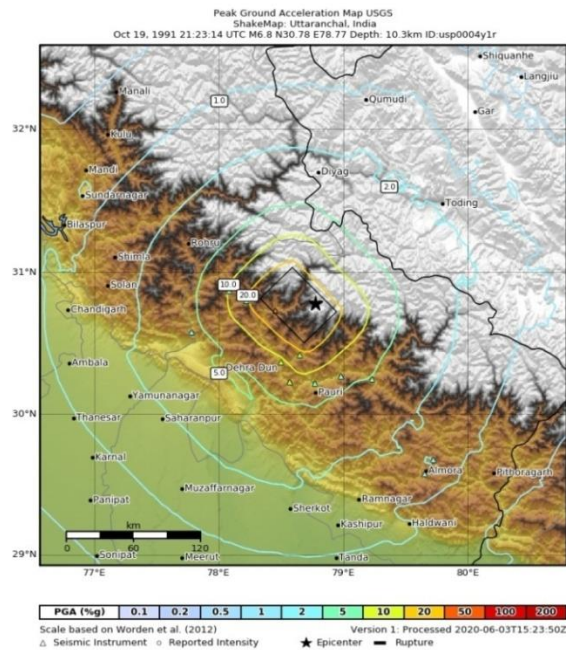 Peak Ground Acceleration Map USGS
ShakeMap: Uttaranchal, India
Oct 19, 1991 21:23:14 UTC M6.8 N30.78 E78.77 Depth: 10.3km ID:usp0004y1r
Shiquanhe
Langjiu
Manali
1.0
Qumudi
Gar
32°N
Kulu
Mandi
Diyag
2.0
Sundarnagar
Toding
Bilaspur
Rohru
Shimla
31°N
Solan
10.0
20.0
Chandigarh
Ambala
5.0
Dehra Dun
Pauri
Yamunanagar
30°N
Thanesar
Saharanpur
Karnal
Almora
Pithoragarh
Panipat
Muzaffarnagar
Ramnagar
Sherkot
km
Kashipur
Haldwani
0 60 120
29°N
Sonipat
Meerut
Tanda
77°E 78°E 79°E 80°E
PGA (%g) 0.1 0.2 0.5 1 2 5 10 20 50 100 200
Scale based on Worden et al. (2012) Version 1: Processed 2020-06-03T15:23:50Z
△ Seismic Instrument ○ Reported Intensity ★ Epicenter Rupture